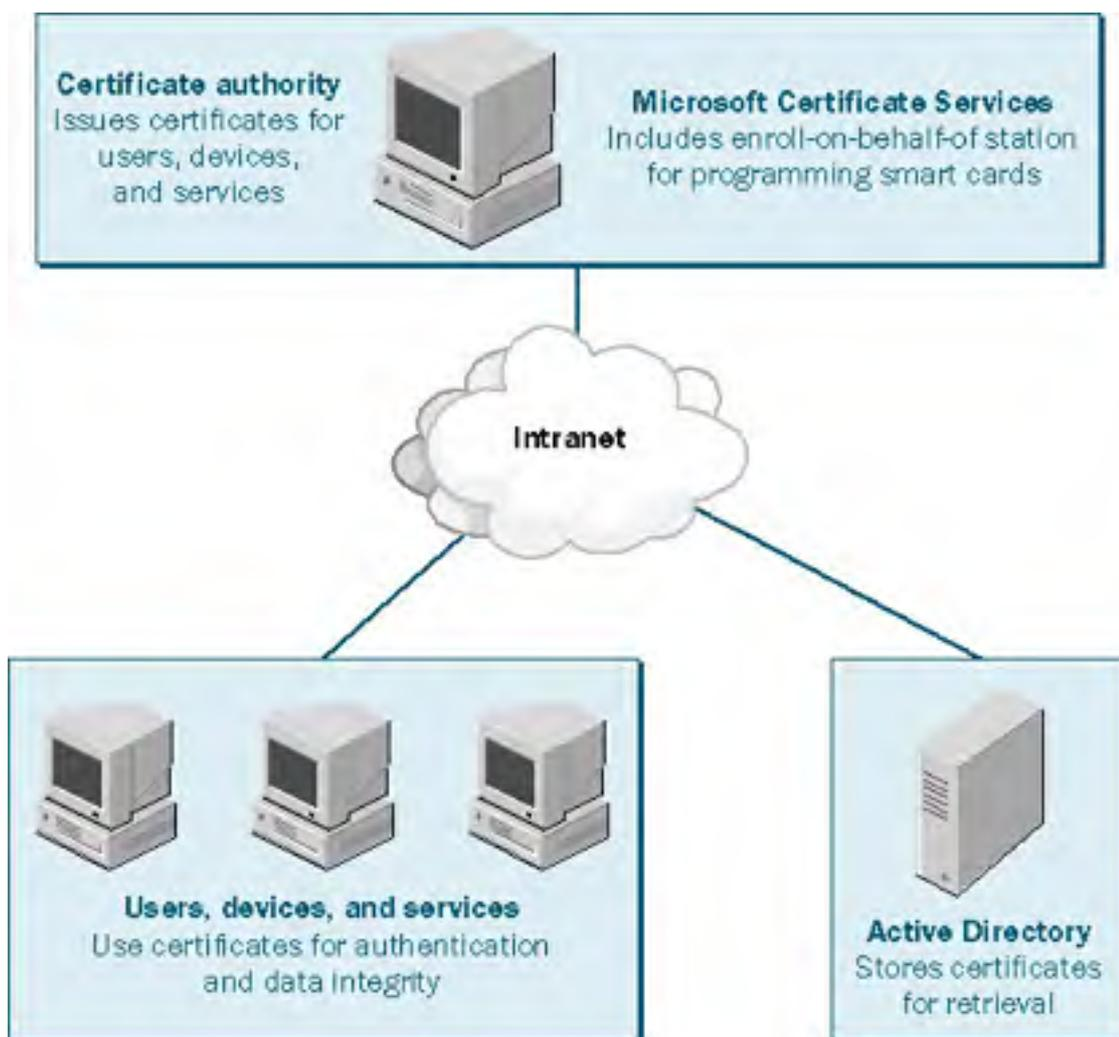 Certificate authority
Issues certificates for
users, devices,
and services
Microsoft Certificate Services
Includes enroll-on-behalf-of station
for programming smart cards
Intranet
Users, devices, and services
Use certificates for authentication
and data integrity
Active Directory
Stores certificates
for retrieval